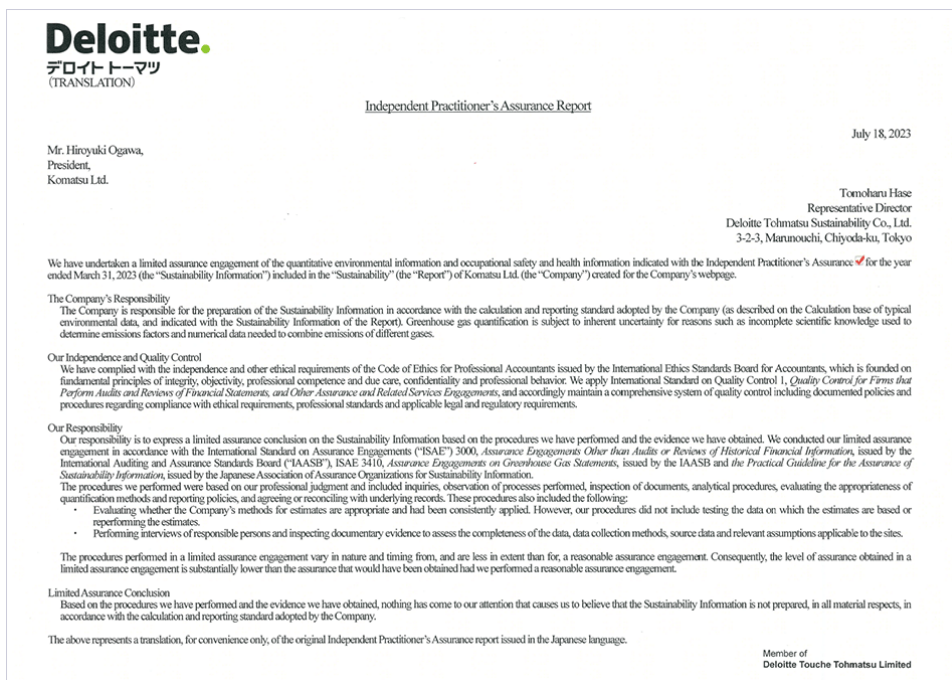 Deloitte.
デロイト トーマツ
(TRANSLATION)
Independent Practitioner's Assurance Report
July 18, 2023
Mr. Hiroyuki Ogawa,
President,
Komatsu Ltd.
Tomoharu Hase
Representative Director
Deloitte Tohmatsu Sustainability Co., Ltd.
3-2-3, Marunouchi, Chiyoda-ku, Tokyo
We have undertaken a limited assurance engagement of the quantitative environmental information and occupational safety and health information indicated with the Independent Practitioner's Assurance ✔ for the year
ended March 31, 2023 (the “Sustainability Information”) included in the “Sustainability” (the “Report”) of Komatsu Ltd. (the “Company”) created for the Company's webpage.
The Company's Responsibility
The Company is responsible for the preparation of the Sustainability Information in accordance with the calculation and reporting standard adopted by the Company (as described on the Calculation base of typical
environmental data, and indicated with the Sustainability Information of the Report). Greenhouse gas quantification is subject to inherent uncertainty for reasons such as incomplete scientific knowledge used to
determine emissions factors and numerical data needed to combine emissions of different gases.
Our Independence and Quality Control
We have complied with the independence and other ethical requirements of the Code of Ethics for Professional Accountants issued by the International Ethics Standards Board for Accountants, which is founded on
fundamental principles of integrity, objectivity, professional competence and due care, confidentiality and professional behavior. We apply International Standard on Quality Control 1, Quality Control for Firms that
Perform Audits and Reviews of Financial Statements, and Other Assurance and Related Services Engagements, and accordingly maintain a comprehensive system of quality control including documented policies and
procedures regarding compliance with ethical requirements, professional standards and applicable legal and regulatory requirements.
Our Responsibility
Our responsibility is to express a limited assurance conclusion on the Sustainability Information based on the procedures we have performed and the evidence we have obtained. We conducted our limited assurance
engagement in accordance with the International Standard on Assurance Engagements (“ISAE”) 3000, Assurance Engagements Other than Audits or Reviews of Historical Financial Information, issued by the
International Auditing and Assurance Standards Board (“IAASB”), ISAE 3410, Assurance Engagements on Greenhouse Gas Statements, issued by the IAASB and the Practical Guideline for the Assurance of
Sustainability Information, issued by the Japanese Association of Assurance Organizations for Sustainability Information.
The procedures we performed were based on our professional judgment and included inquiries, observation of processes performed, inspection of documents, analytical procedures, evaluating the appropriateness of
quantification methods and reporting policies, and agreeing or reconciling with underlying records. These procedures also included the following:
・ Evaluating whether the Company's methods for estimates are appropriate and had been consistently applied. However, our procedures did not include testing the data on which the estimates are based or
reperforming the estimates.
・ Performing interviews of responsible persons and inspecting documentary evidence to assess the completeness of the data, data collection methods, source data and relevant assumptions applicable to the sites.
The procedures performed in a limited assurance engagement vary in nature and timing from, and are less in extent than for, a reasonable assurance engagement. Consequently, the level of assurance obtained in a
limited assurance engagement is substantially lower than the assurance that would have been obtained had we performed a reasonable assurance engagement.
Limited Assurance Conclusion
Based on the procedures we have performed and the evidence we have obtained, nothing has come to our attention that causes us to believe that the Sustainability Information is not prepared, in all material respects, in
accordance with the calculation and reporting standard adopted by the Company.
The above represents a translation, for convenience only, of the original Independent Practitioner's Assurance report issued in the Japanese language.
Member of
Deloitte Touche Tohmatsu Limited